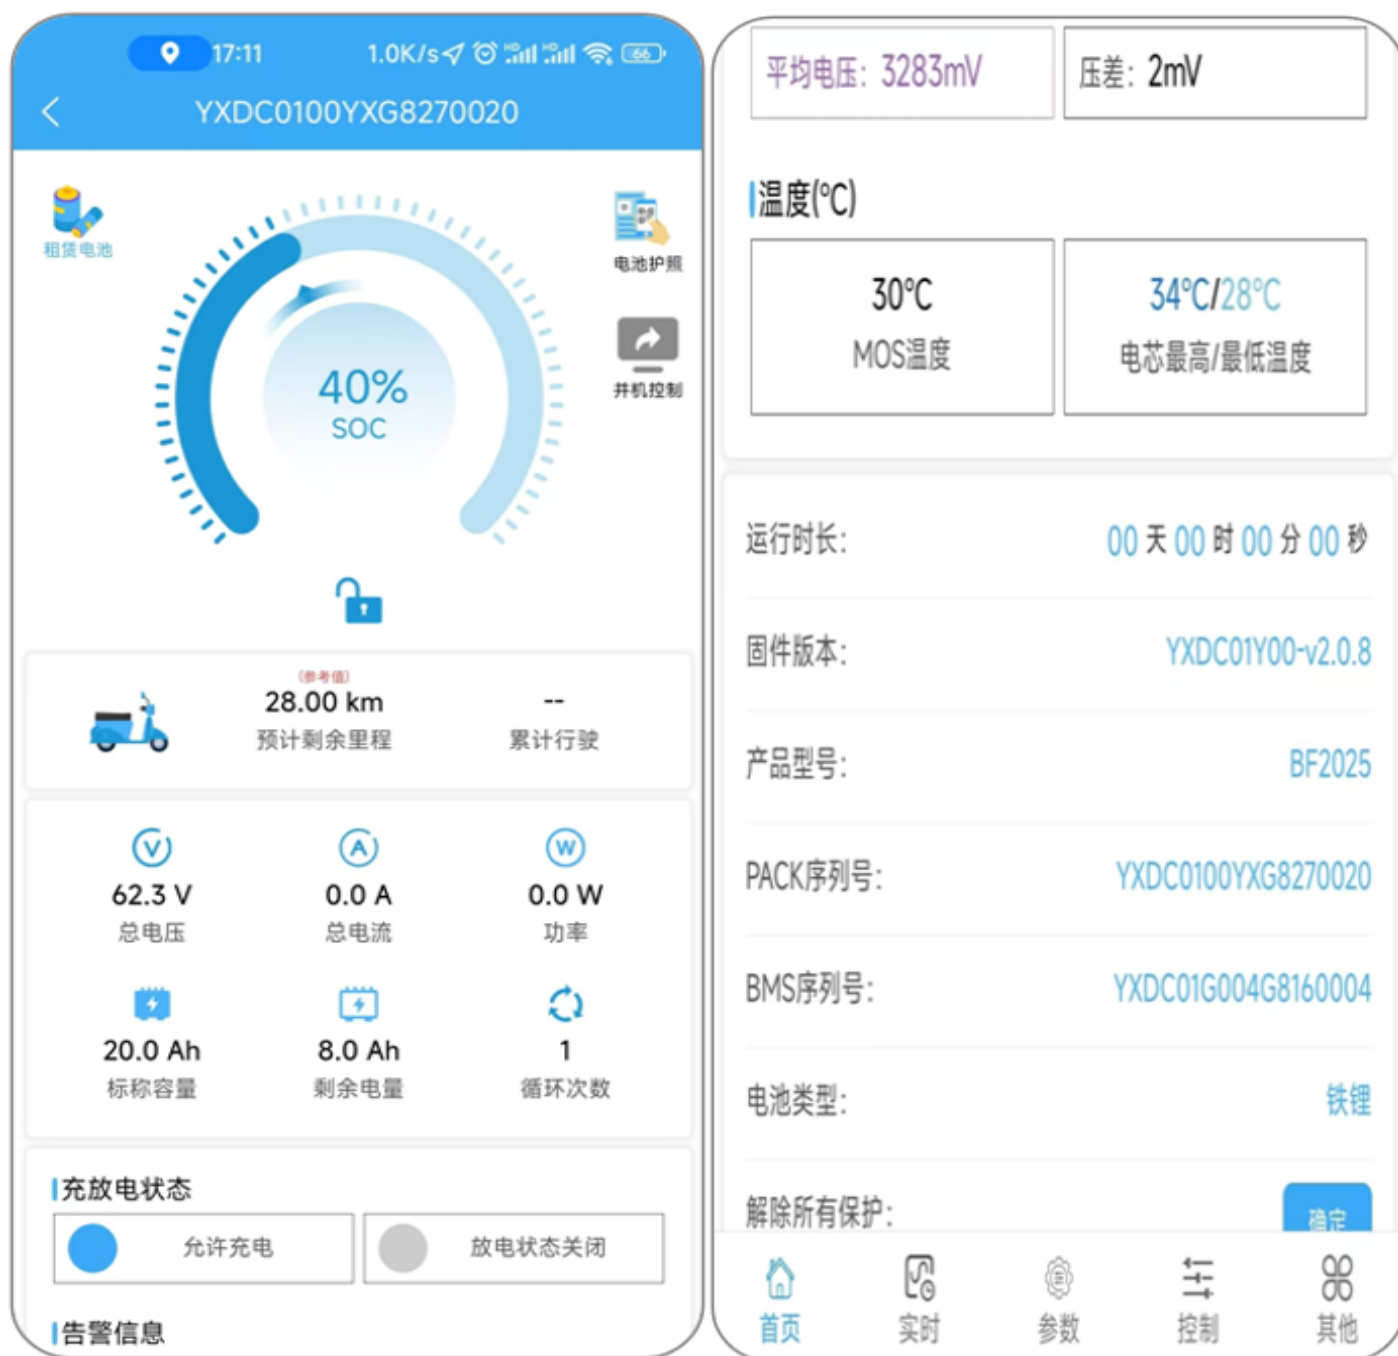 17:11
1.0K/s
66
YXDC0100YXG8270020
租赁电池
电池护照
并机控制
40%
SOC
(参考值)
28.00 km
--
预计剩余里程
累计行驶
V
A
W
62.3 V
0.0 A
0.0 W
总电压
总电流
功率
20.0 Ah
8.0 Ah
1
标称容量
剩余电量
循环次数
充放电状态
允许充电
放电状态关闭
告警信息
平均电压: 3283mV
压差: 2mV
温度(°C)
30°C
MOS温度
34°C/28°C
电芯最高/最低温度
运行时长:
00 天 00 时 00 分 00 秒
固件版本:
YXDC01Y00-v2.0.8
产品型号:
BF2025
PACK序列号:
YXDC0100YXG8270020
BMS序列号:
YXDC01G004G8160004
电池类型:
铁锂
解除所有保护:
确定
首页
实时
参数
控制
其他